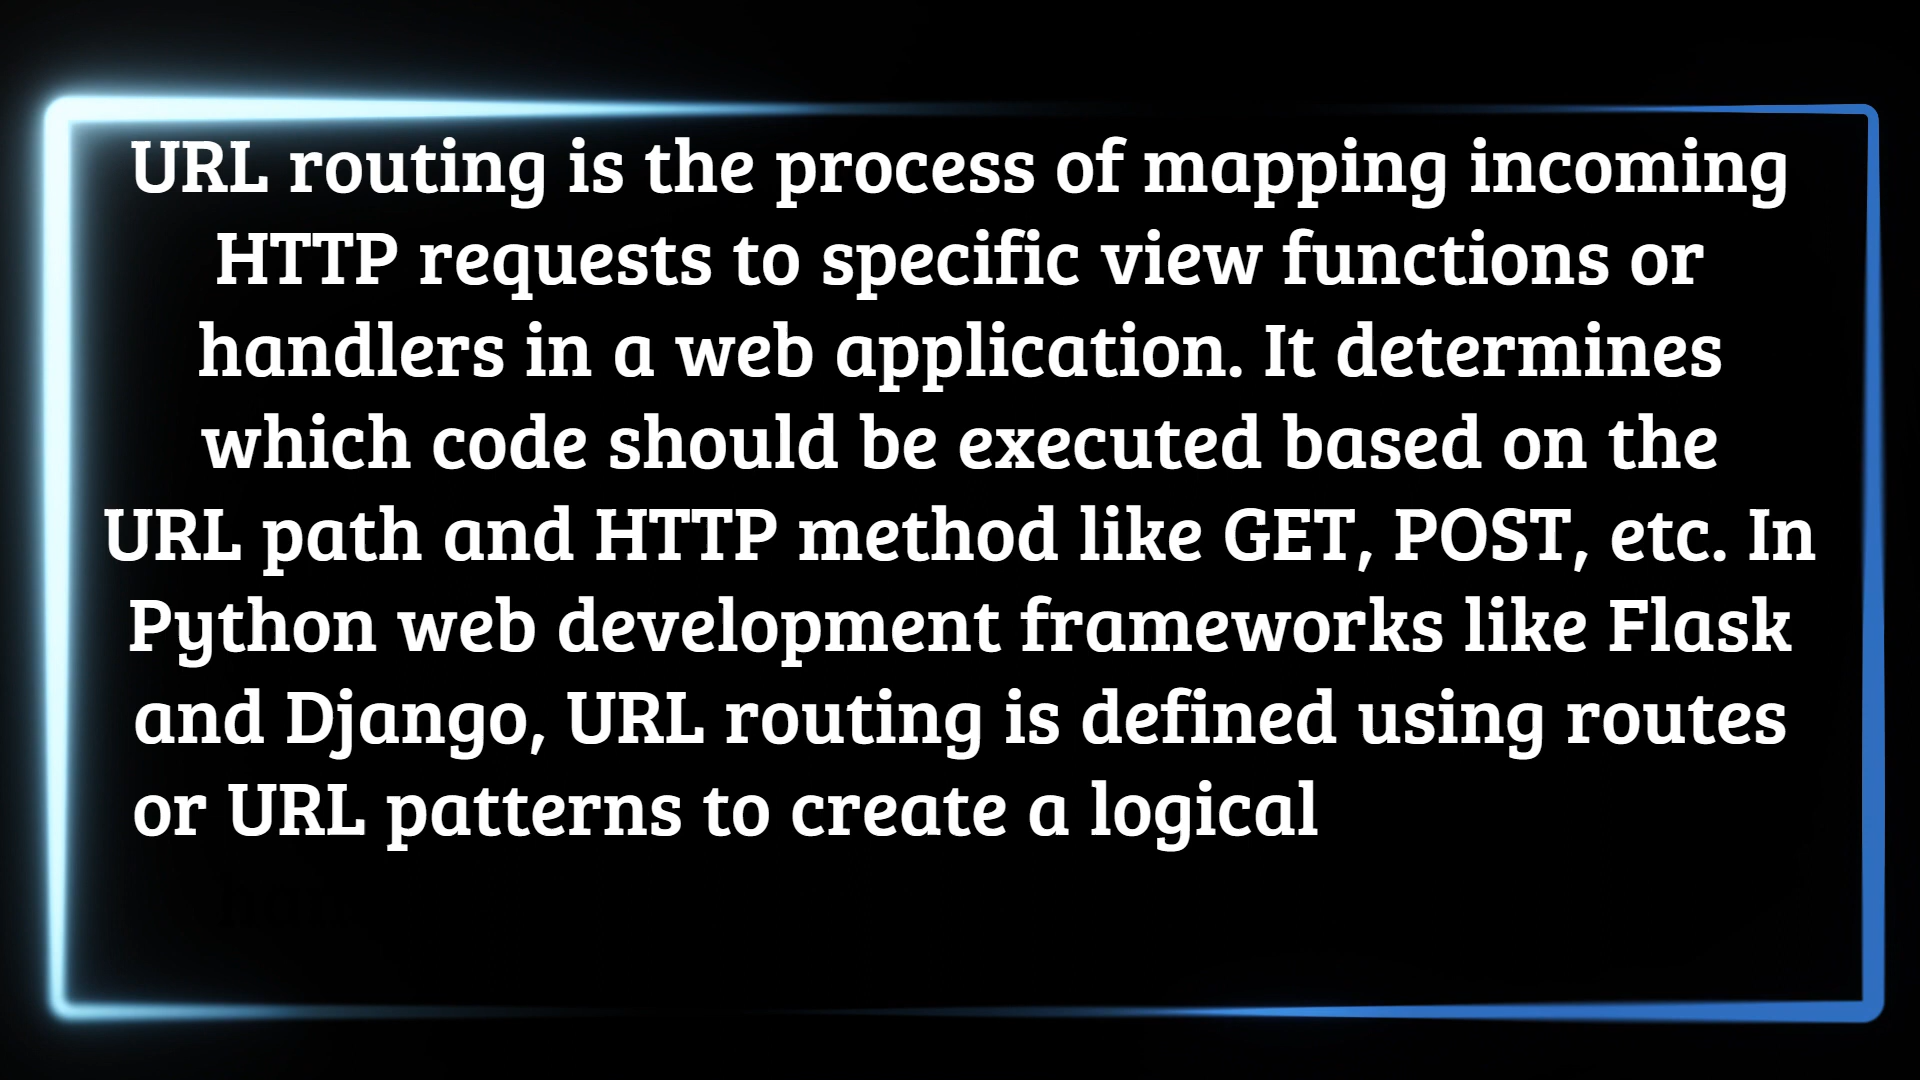 URL routing is the process of mapping incoming
HTTP requests to specific view functions or
handlers in a web application. It determines
which code should be executed based on the
URL path and HTTP method like GET, POST, etc. In
Python web development frameworks like Flask
and Django, URL routing is defined using routes
or URL patterns to create a logical